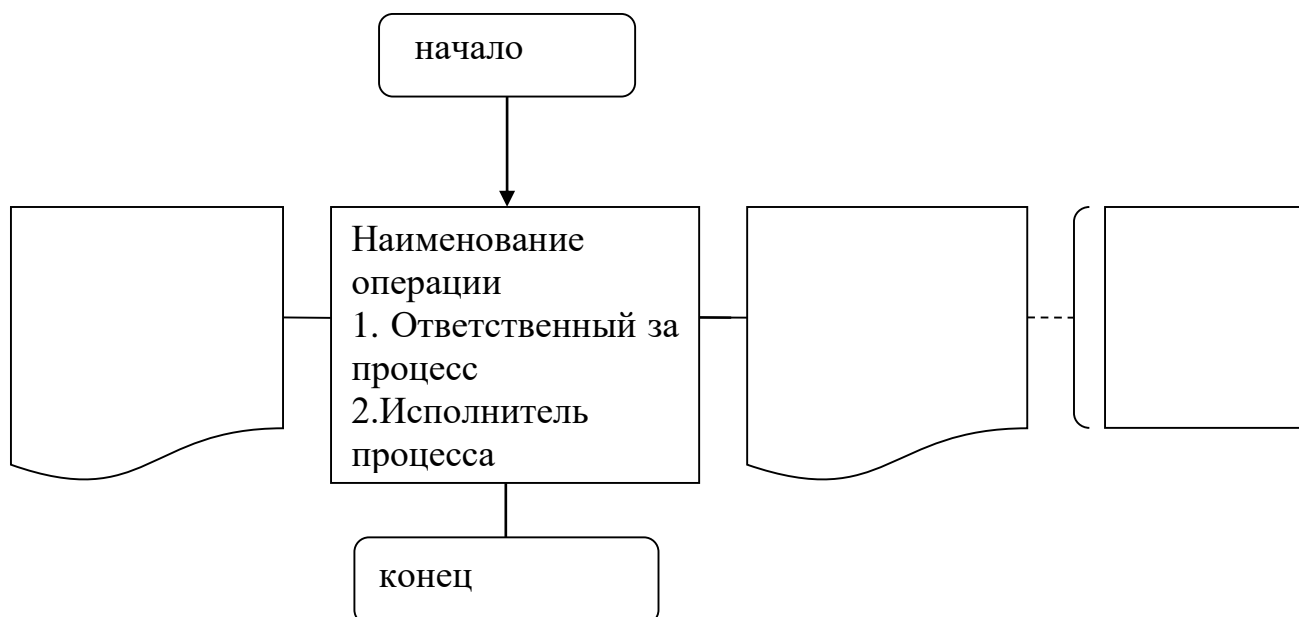 начало
Наименование
операции
1. Ответственный за
процесс
2.Исполнитель
процесса
конец